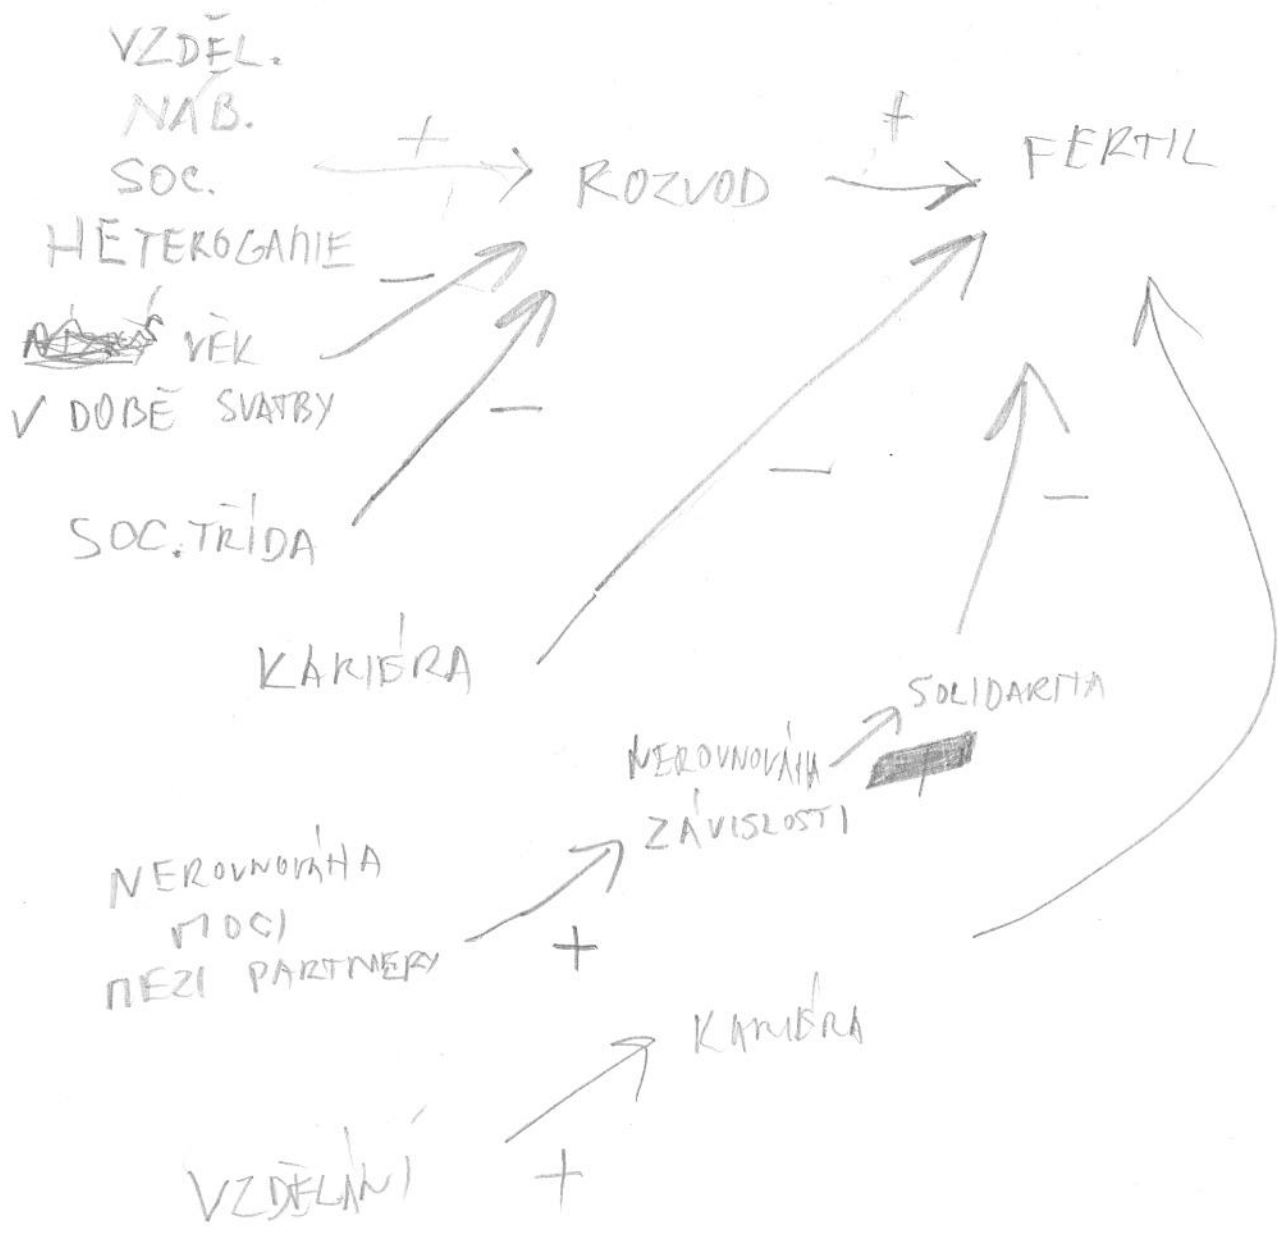 VZDĚL.
NÁB.
SOC.
HETEROGAMIE
+
ROZVOD
+
FERTIL
VĚK
V DOBĚ SVATBY
−
SOC. TŘÍDA
−
KARIÉRA
−
−
SOLIDARITA
NEROVNOVÁHA
ZÁVISLOSTI
NEROVNOVÁHA
MOCI
MEZI PARTNERY
+
KARIÉRA
VZDĚLÁNÍ
+